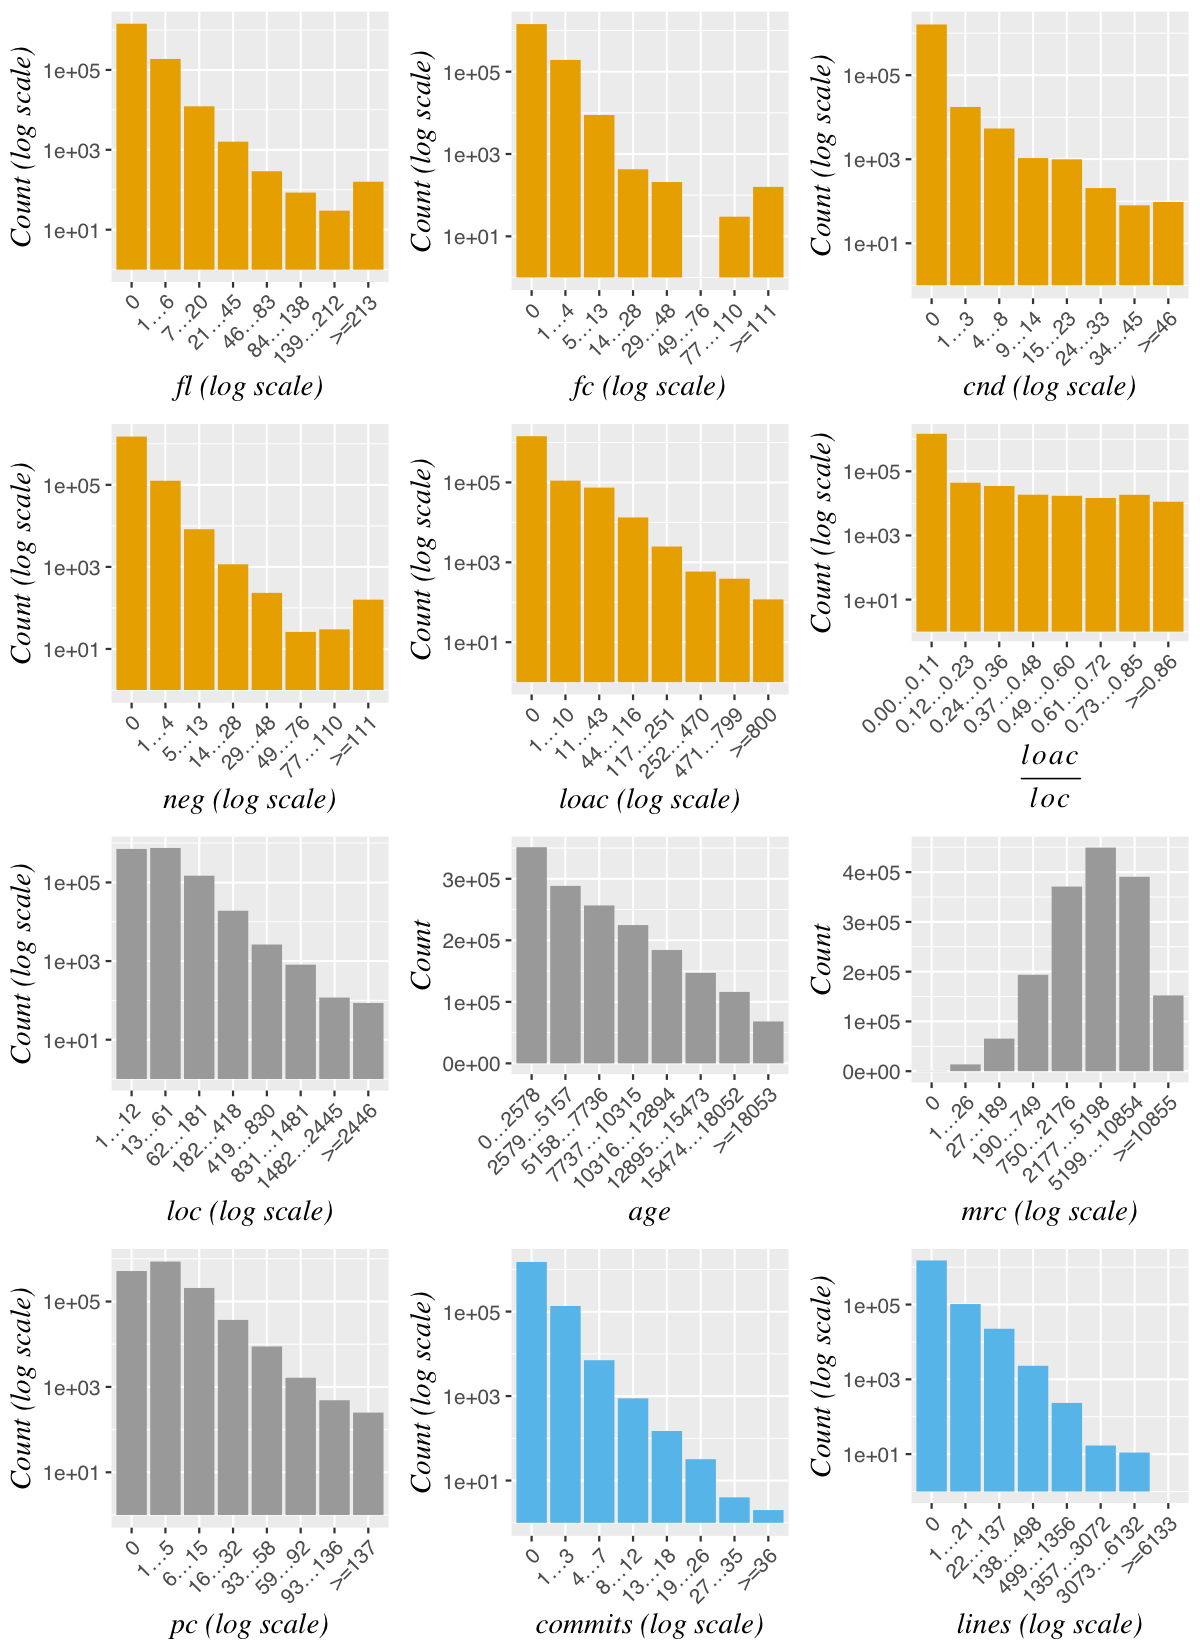 Count (log scale)
1e+05
1e+03
1e+01
0
1...6
7...20
21...45
46...83
84...138
139...212
>=213
fl (log scale)
Count (log scale)
1e+05
1e+03
1e+01
0
1...4
5...13
14...28
29...48
49...76
77...110
>=111
fc (log scale)
Count (log scale)
1e+05
1e+03
1e+01
0
1...3
4...8
9...14
15...23
24...33
34...45
>=46
cnd (log scale)
Count (log scale)
1e+05
1e+03
1e+01
0
1...4
5...13
14...28
29...48
49...76
77...110
>=111
neg (log scale)
Count (log scale)
1e+05
1e+03
1e+01
0
1...10
11...43
44...116
117...251
252...470
471...799
>=800
loac (log scale)
Count (log scale)
1e+05
1e+03
1e+01
0.00...0.11
0.12...0.23
0.24...0.36
0.37...0.48
0.49...0.60
0.61...0.72
0.73...0.85
>=0.86
loac
loc
Count (log scale)
1e+05
1e+03
1e+01
1...12
13...61
62...181
182...418
419...830
831...1481
1482...2445
>=2446
loc (log scale)
Count
3e+05
2e+05
1e+05
0e+00
0...2578
2579...5157
5158...7736
7737...10315
10316...12894
12895...15473
15474...18052
>=18053
age
Count
4e+05
3e+05
2e+05
1e+05
0e+00
0
1...26
27...189
190...749
750...2176
2177...5198
5199...10854
>=10855
mrc (log scale)
Count (log scale)
1e+05
1e+03
1e+01
0
1...5
6...15
16...32
33...58
59...92
93...136
>=137
pc (log scale)
Count (log scale)
1e+05
1e+03
1e+01
0
1...3
4...7
8...12
13...18
19...26
27...35
>=36
commits (log scale)
Count (log scale)
1e+05
1e+03
1e+01
0
1...21
22...137
138...498
499...1356
1357...3072
3073...6132
>=6133
lines (log scale)